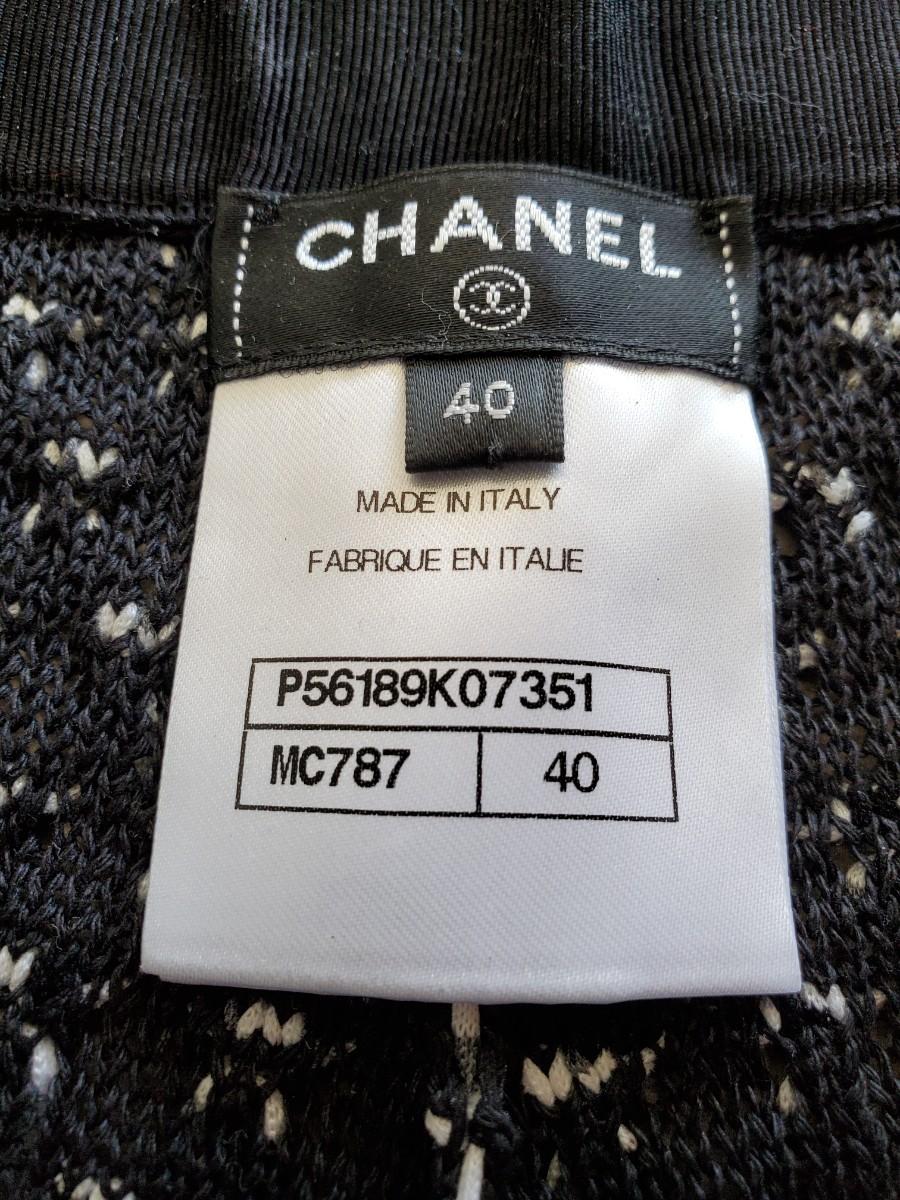 CHANEL
40
MADE IN ITALY
FABRIQUE EN ITALIE
P56189K07351
MC787 40